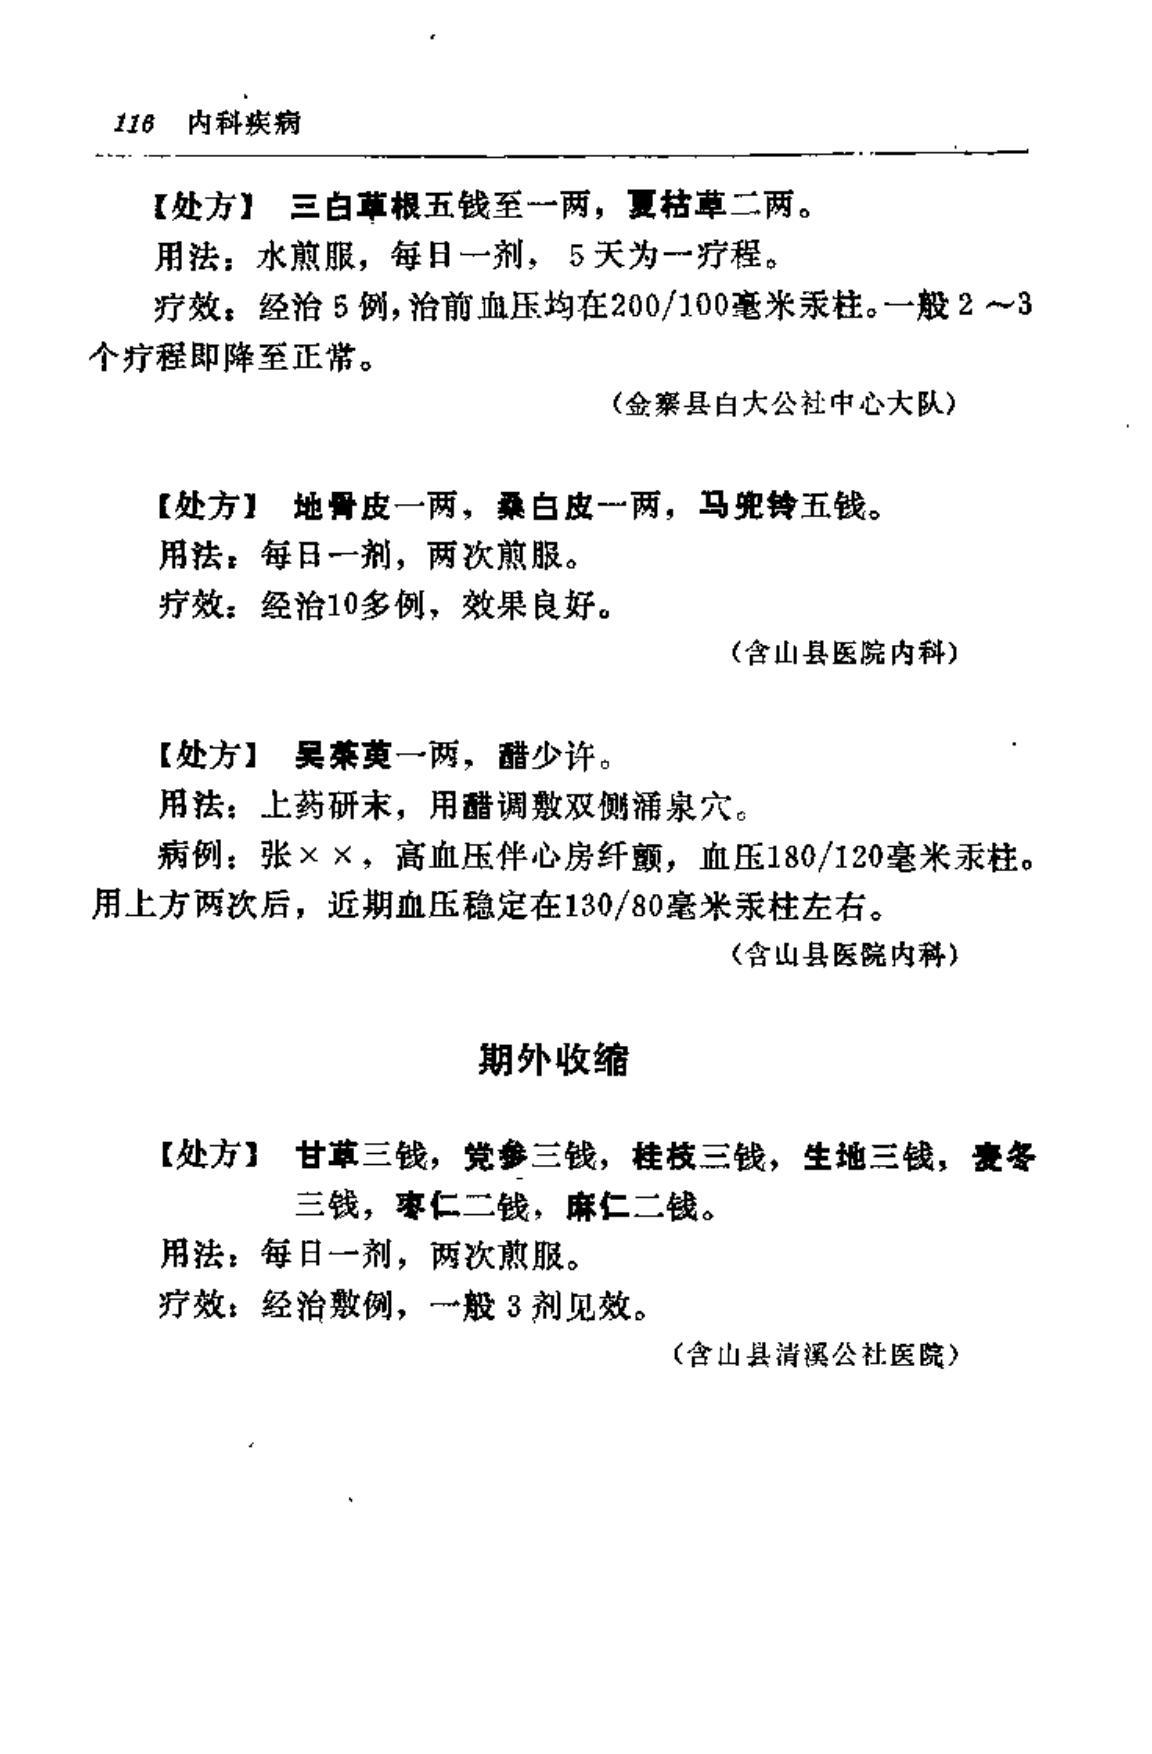 116 内科疾病
【处方】 三白草根五钱至一两，夏枯草二两。
用法：水煎服，每日一剂， 5天为一疗程。
疗效：经治5例，治前血压均在200/100毫米汞柱。一般2～3
个疗程即降至正常。
（金寨县白大公社中心大队）
【处方】 地骨皮一两，桑白皮一两，马兜铃五钱。
用法：每日一剂，两次煎服。
疗效：经治10多例，效果良好。
（含山县医院内科）
【处方】 吴茱萸一两，醋少许。
用法：上药研末，用醋调敷双侧涌泉穴。
病例：张××，高血压伴心房纤颤，血压180/120毫米汞柱。
用上方两次后，近期血压稳定在130/80毫米汞柱左右。
（含山县医院内科）
期外收缩
【处方】 甘草三钱，党参三钱，桂枝三钱，生地三钱，麦冬
三钱，枣仁二钱，麻仁二钱。
用法：每日一剂，两次煎服。
疗效：经治数例，一般3剂见效。
（含山县清溪公社医院）